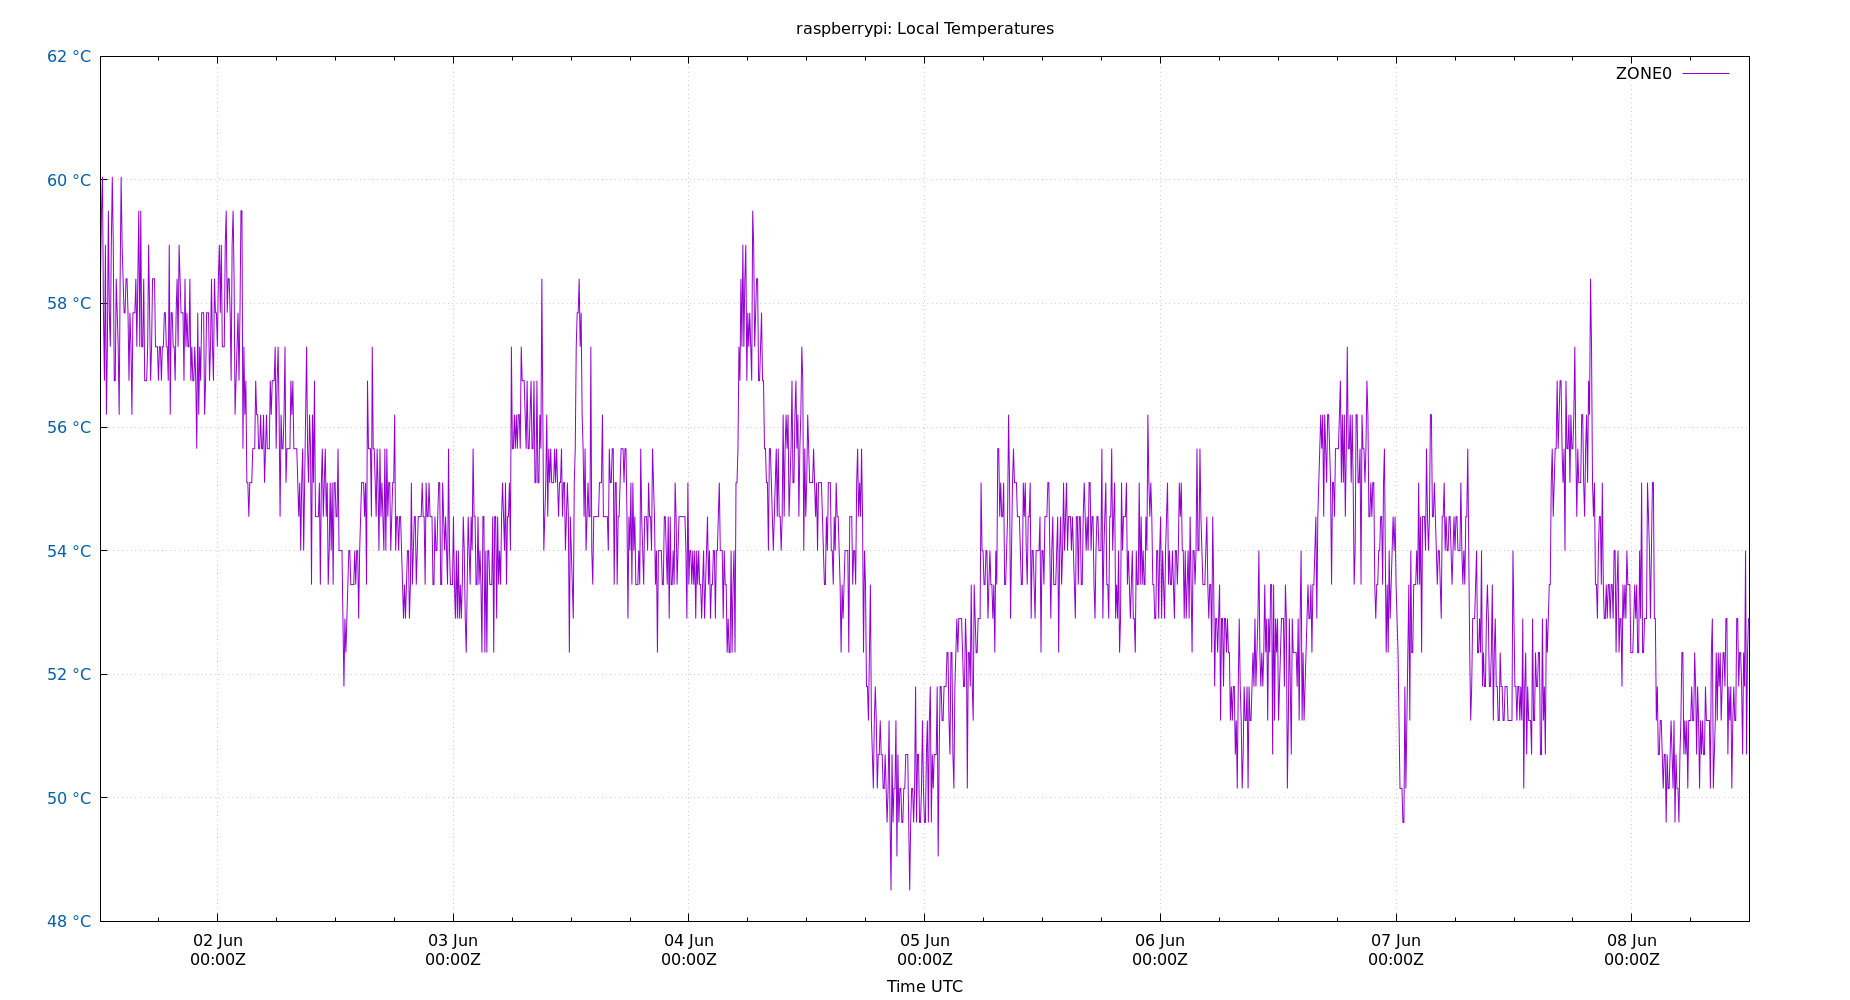 raspberrypi: Local Temperatures
62 °C
ZONE0
60 °C
58 °C
56 °C
54 °C
52 °C
50 °C
48 °C
02 Jun 03 Jun 04 Jun 05 Jun 06 Jun 07 Jun 08 Jun
00:00Z 00:00Z 00:00Z 00:00Z 00:00Z 00:00Z 00:00Z
Time UTC